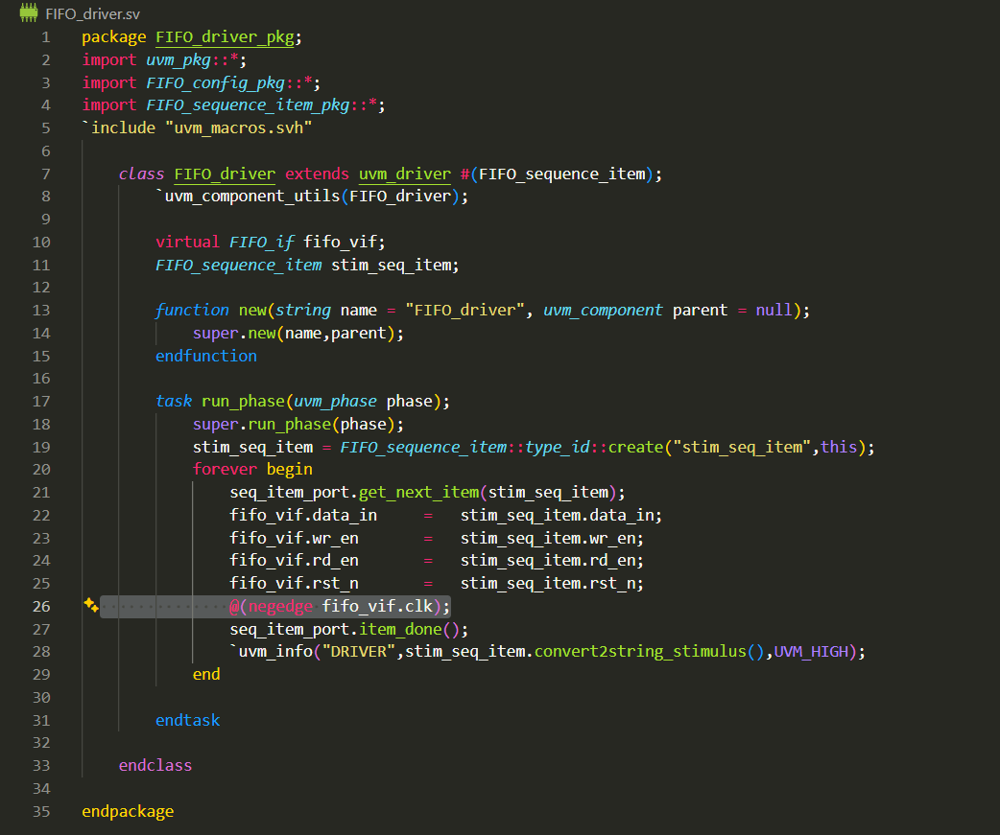 FIFO_driver.sv
1 package FIFO_driver_pkg;
2 import uvm_pkg::*;
3 import FIFO_config_pkg::*;
4 import FIFO_sequence_item_pkg::*;
5 `include "uvm_macros.svh"
6
7 class FIFO_driver extends uvm_driver #(FIFO_sequence_item);
8 `uvm_component_utils(FIFO_driver);
9
10 virtual FIFO_if fifo_vif;
11 FIFO_sequence_item stim_seq_item;
12
13 function new(string name = "FIFO_driver", uvm_component parent = null);
14 super.new(name,parent);
15 endfunction
16
17 task run_phase(uvm_phase phase);
18 super.run_phase(phase);
19 stim_seq_item = FIFO_sequence_item::type_id::create("stim_seq_item",this);
20 forever begin
21 seq_item_port.get_next_item(stim_seq_item);
22 fifo_vif.data_in = stim_seq_item.data_in;
23 fifo_vif.wr_en = stim_seq_item.wr_en;
24 fifo_vif.rd_en = stim_seq_item.rd_en;
25 fifo_vif.rst_n = stim_seq_item.rst_n;
26 @(negedge fifo_vif.clk);
27 seq_item_port.item_done();
28 `uvm_info("DRIVER",stim_seq_item.convert2string_stimulus(),UVM_HIGH);
29 end
30
31 endtask
32
33 endclass
34
35 endpackage